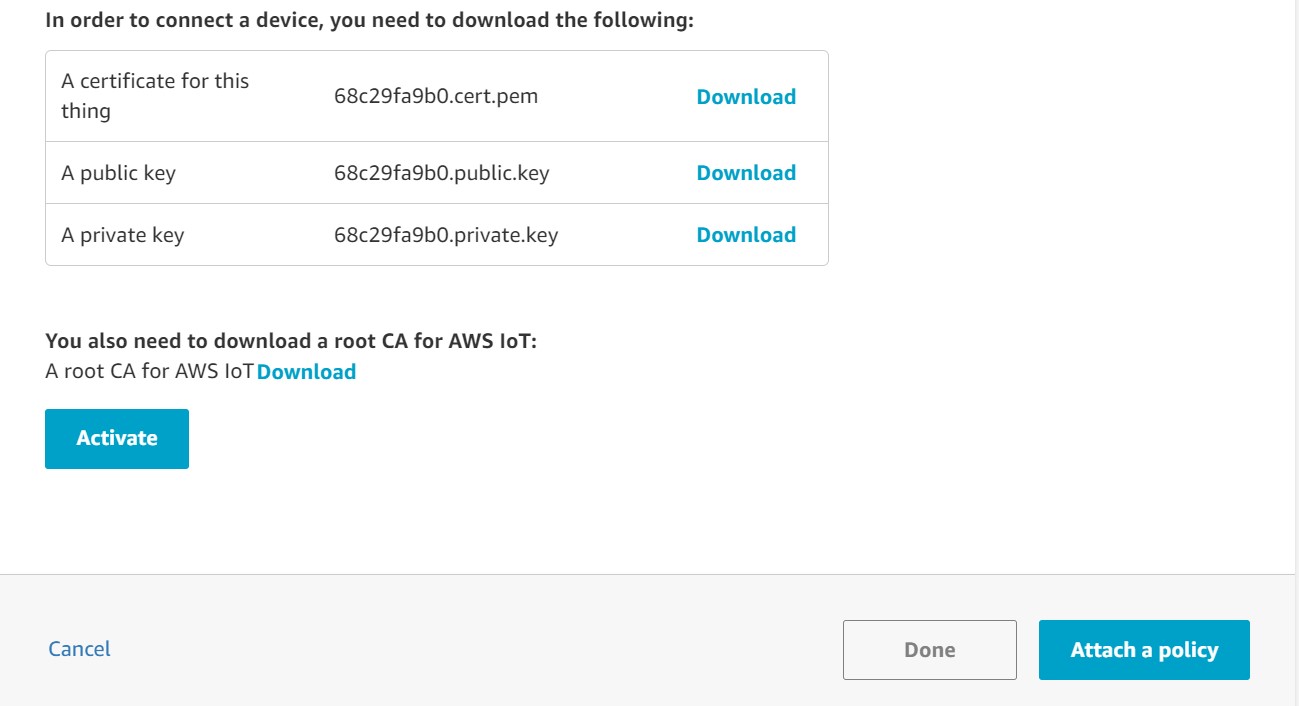 In order to connect a device, you need to download the following:
A certificate for this
thing
68c29fa9b0.cert.pem
Download
A public key
68c29fa9b0.public.key
Download
A private key
68c29fa9b0.private.key
Download
You also need to download a root CA for AWS IoT:
A root CA for AWS IoT Download
Activate
Cancel
Done
Attach a policy